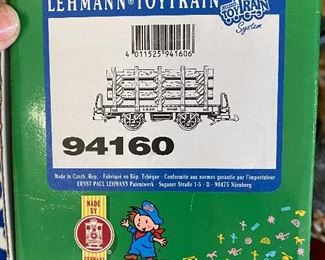 LEHMANN® TOYTRAIN
TOYTRAIN
System
4 011525 941606
94160
Made in Czech. Rep. - Fabriqué en Rép. Tchèque - Conformité aux normes garantie par l'importateur
ERNST PAUL LEHMANN Patentwerk - Saganer Straße 1-5 - D - 90475 Nürnberg
MADE BY